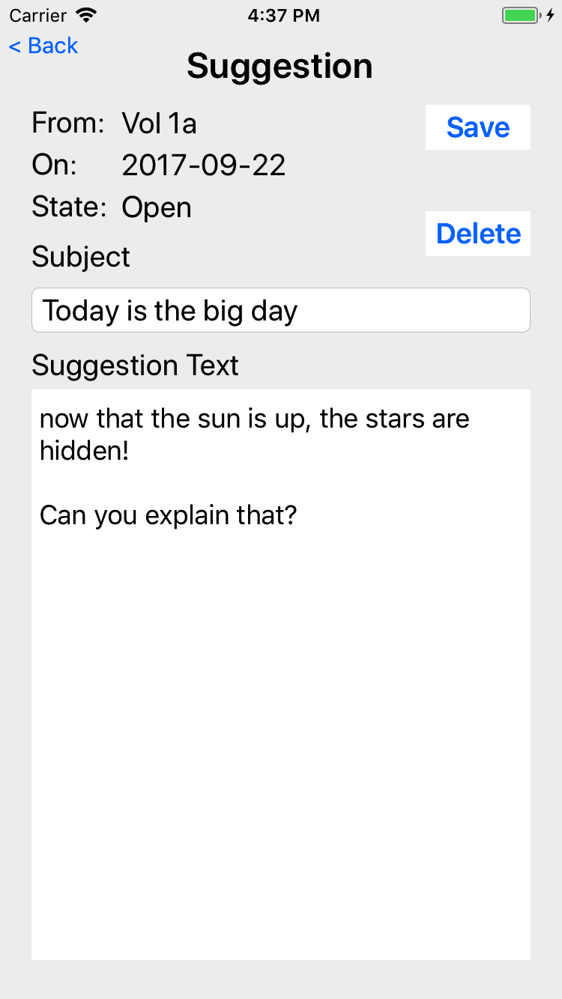 Carrier 4:37 PM
< Back
Suggestion
From: Vol 1a
Save
On: 2017-09-22
State: Open
Delete
Subject
Today is the big day
Suggestion Text
now that the sun is up, the stars are
hidden!
Can you explain that?